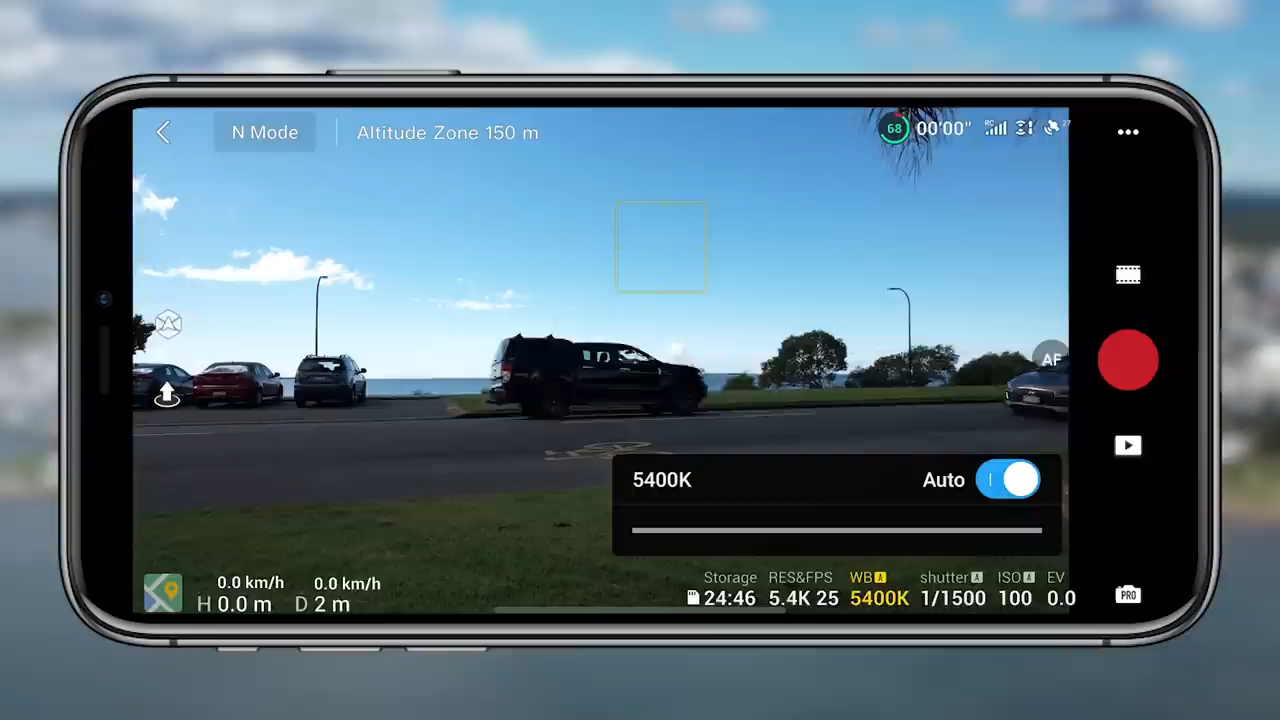 N Mode
Altitude Zone 150 m
68
00'00"
RC
27
AF
5400K
Auto
Storage RES&FPS WB A shutter A ISO A EV
24:46 5.4K 25 5400K 1/1500 100 0.0
0.0 km/h 0.0 km/h
H 0.0 m D 2 m
PRO